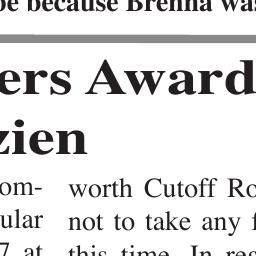 be because Brenna was
ers Award
zien
om-
ular
7 at
worth Cutoff Ro
not to take any f
this time. In reg